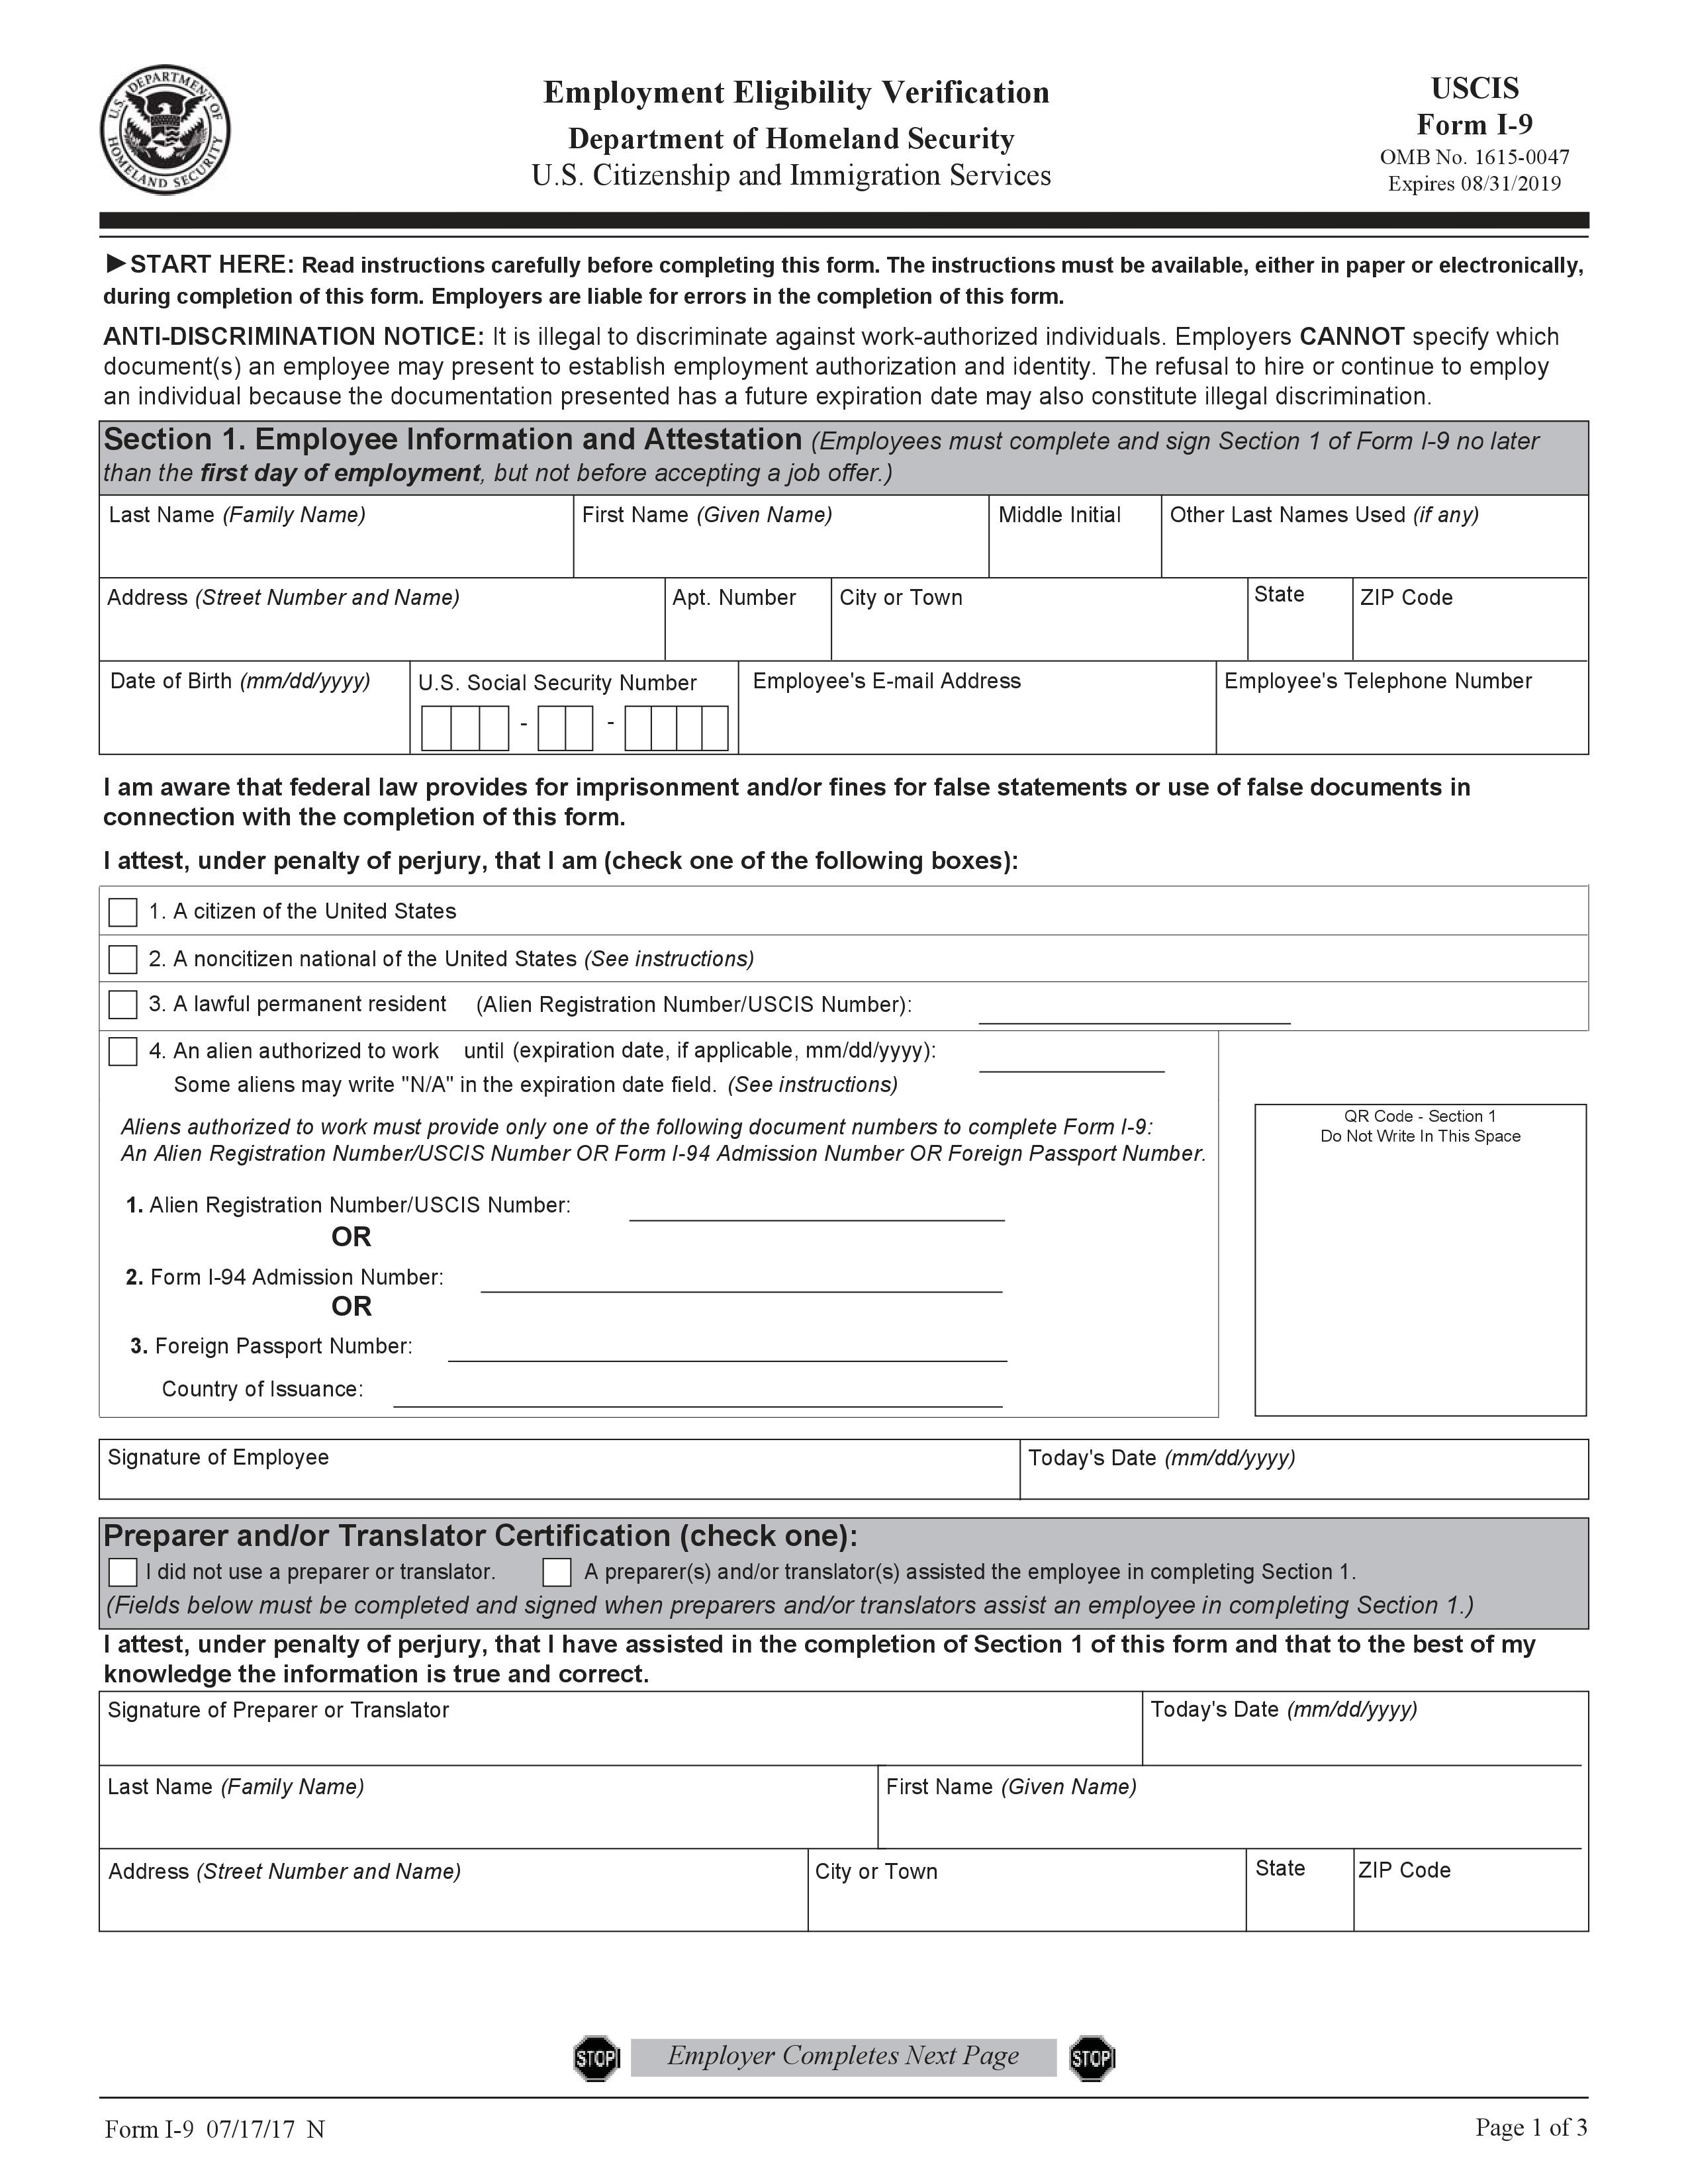 U.S. DEPARTMENT OF HOMELAND SECURITY
Employment Eligibility Verification
Department of Homeland Security
U.S. Citizenship and Immigration Services
USCIS
Form I-9
OMB No. 1615-0047
Expires 08/31/2019
►START HERE: Read instructions carefully before completing this form. The instructions must be available, either in paper or electronically,
during completion of this form. Employers are liable for errors in the completion of this form.
ANTI-DISCRIMINATION NOTICE: It is illegal to discriminate against work-authorized individuals. Employers CANNOT specify which
document(s) an employee may present to establish employment authorization and identity. The refusal to hire or continue to employ
an individual because the documentation presented has a future expiration date may also constitute illegal discrimination.
Section 1. Employee Information and Attestation (Employees must complete and sign Section 1 of Form I-9 no later
than the first day of employment, but not before accepting a job offer.)
Last Name (Family Name) First Name (Given Name) Middle Initial Other Last Names Used (if any)
Address (Street Number and Name) Apt. Number City or Town State ZIP Code
Date of Birth (mm/dd/yyyy) U.S. Social Security Number Employee's E-mail Address Employee's Telephone Number
- -
I am aware that federal law provides for imprisonment and/or fines for false statements or use of false documents in
connection with the completion of this form.
I attest, under penalty of perjury, that I am (check one of the following boxes):
1. A citizen of the United States
2. A noncitizen national of the United States (See instructions)
3. A lawful permanent resident (Alien Registration Number/USCIS Number):
4. An alien authorized to work until (expiration date, if applicable, mm/dd/yyyy):
Some aliens may write "N/A" in the expiration date field. (See instructions)
Aliens authorized to work must provide only one of the following document numbers to complete Form I-9:
An Alien Registration Number/USCIS Number OR Form I-94 Admission Number OR Foreign Passport Number.
1. Alien Registration Number/USCIS Number:
OR
2. Form I-94 Admission Number:
OR
3. Foreign Passport Number:
Country of Issuance:
QR Code - Section 1
Do Not Write In This Space
Signature of Employee Today's Date (mm/dd/yyyy)
Preparer and/or Translator Certification (check one):
I did not use a preparer or translator. A preparer(s) and/or translator(s) assisted the employee in completing Section 1.
(Fields below must be completed and signed when preparers and/or translators assist an employee in completing Section 1.)
I attest, under penalty of perjury, that I have assisted in the completion of Section 1 of this form and that to the best of my
knowledge the information is true and correct.
Signature of Preparer or Translator Today's Date (mm/dd/yyyy)
Last Name (Family Name) First Name (Given Name)
Address (Street Number and Name) City or Town State ZIP Code
STOP Employer Completes Next Page STOP
Form I-9 07/17/17 N Page 1 of 3